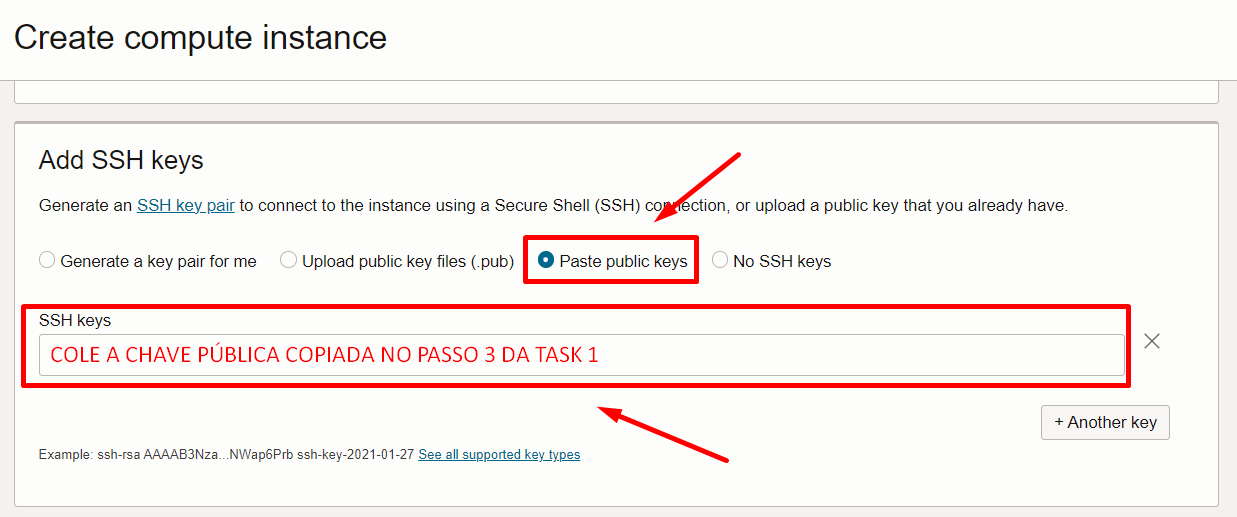 Create compute instance
Add SSH keys
Generate an SSH key pair to connect to the instance using a Secure Shell (SSH) connection, or upload a public key that you already have.
Generate a key pair for me Upload public key files (.pub) Paste public keys No SSH keys
SSH keys
COLE A CHAVE PÚBLICA COPIADA NO PASSO 3 DA TASK 1
+ Another key
Example: ssh-rsa AAAAB3Nza...NWap6Prb ssh-key-2021-01-27 See all supported key types